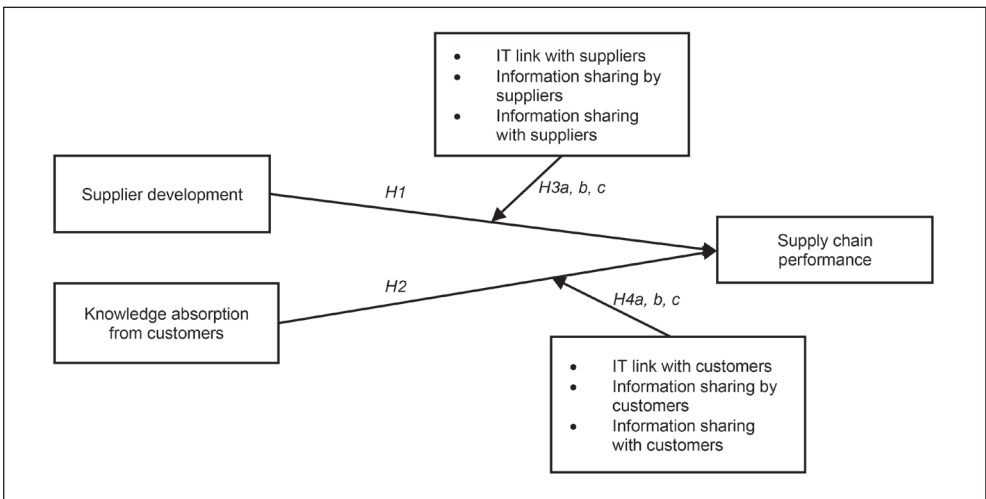 • IT link with suppliers
• Information sharing by
suppliers
• Information sharing
with suppliers
Supplier development
H1
H3a, b, c
Supply chain
performance
Knowledge absorption
from customers
H2
H4a, b, c
• IT link with customers
• Information sharing by
customers
• Information sharing
with customers